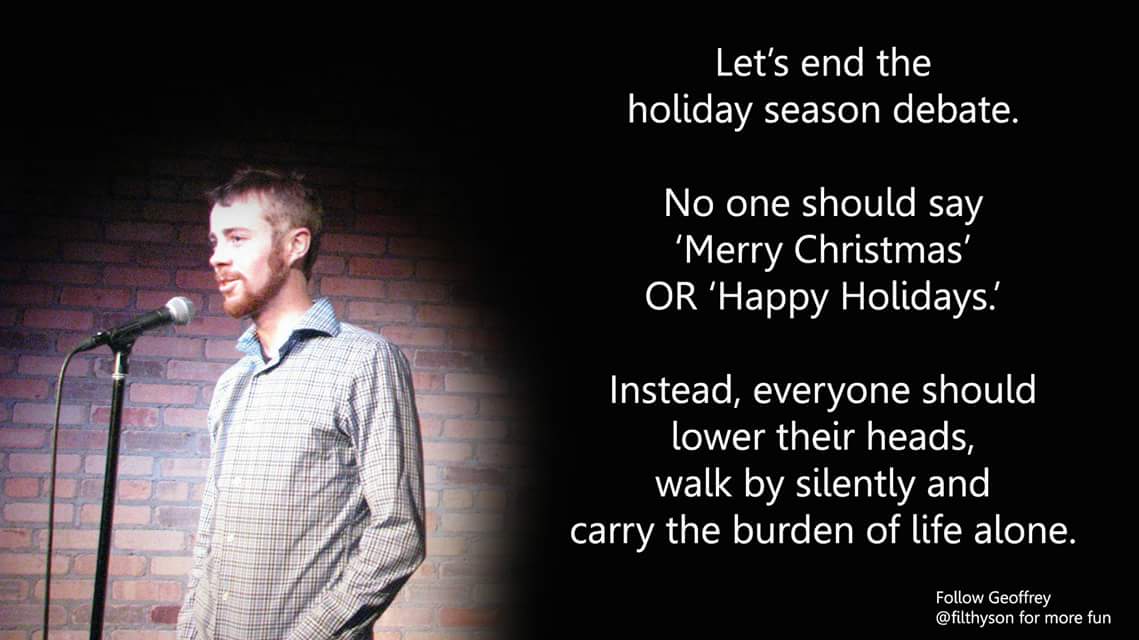 Let’s end the
holiday season debate.
No one should say
‘Merry Christmas’
OR ‘Happy Holidays.’
Instead, everyone should
lower their heads,
walk by silently and
carry the burden of life alone.
Follow Geoffrey
@filthyson for more fun